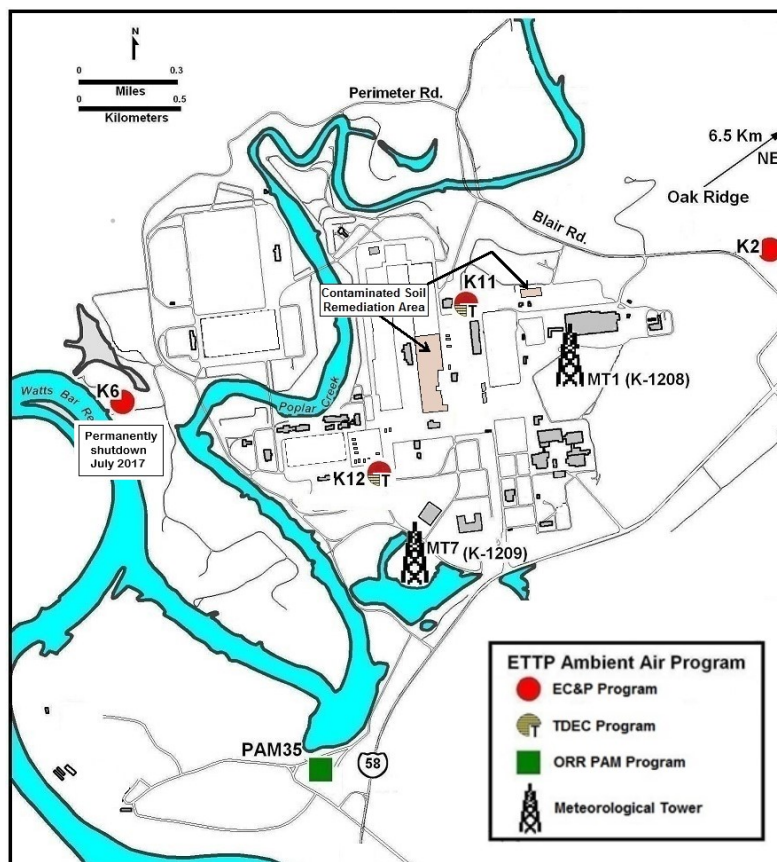 N
0 0.3
Miles
0 0.5
Kilometers
Perimeter Rd.
6.5 Km
NE
Oak Ridge
Blair Rd.
K2
K11
T
Contaminated Soil
Remediation Area
MT1 (K-1208)
K6
Watts Bar Re
Poplar Creek
Permanently
shutdown
July 2017
K12
T
MT7 (K-1209)
PAM35
58
ETTP Ambient Air Program
EC&P Program
T
TDEC Program
ORR PAM Program
Meteorological Tower